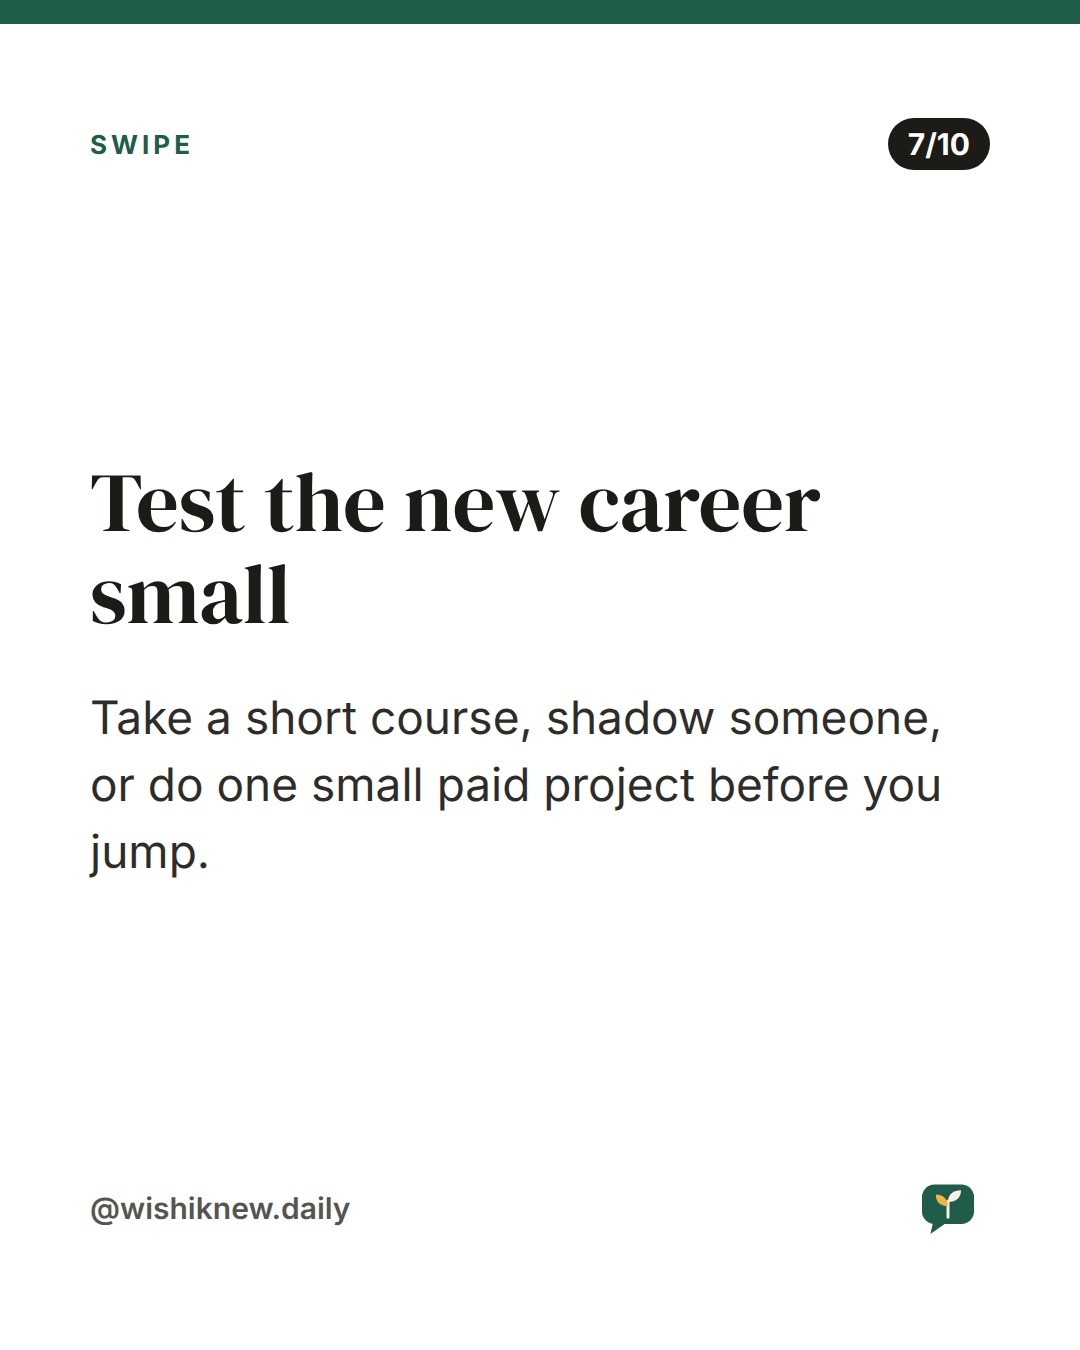 SWIPE
7/10
Test the new career
small
Take a short course, shadow someone,
or do one small paid project before you
jump.
@wishiknew.daily